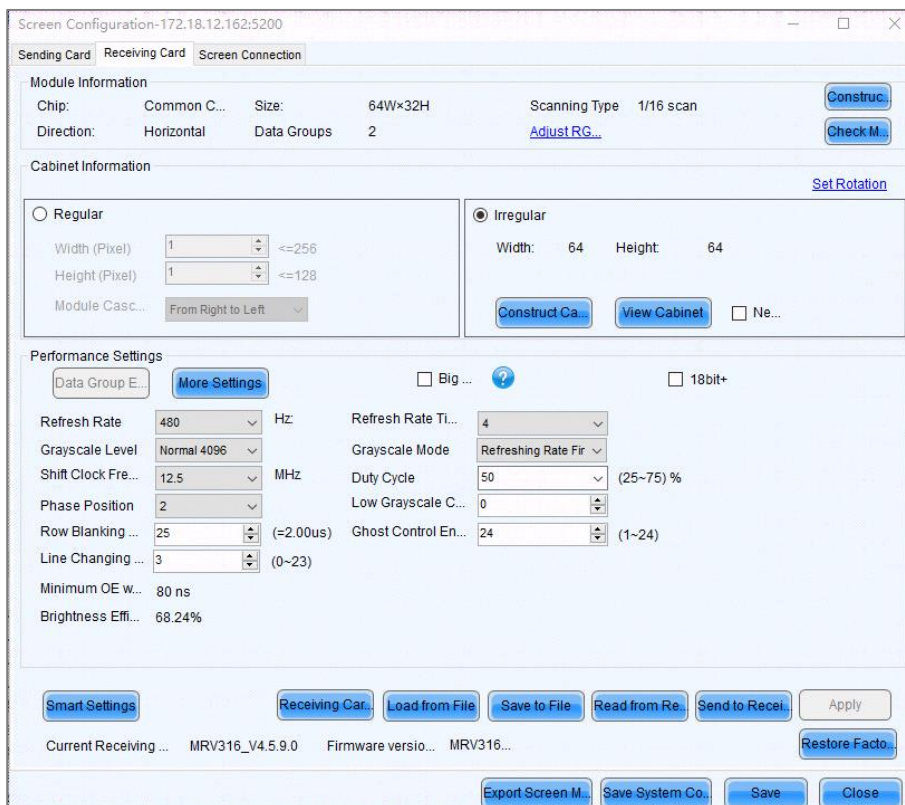 Screen Configuration-172.18.12.162:5200
Sending Card Receiving Card Screen Connection
Module Information
Chip: Common C... Size: 64W×32H Scanning Type 1/16 scan Construc...
Direction: Horizontal Data Groups 2 Adjust RG... Check M...
Cabinet Information
Set Rotation
Regular
Width (Pixel) 1 <=256
Height (Pixel) 1 <=128
Module Casc... From Right to Left
Irregular
Width: 64 Height: 64
Construct Ca... View Cabinet Ne...
Performance Settings
Data Group E... More Settings Big ... ? 18bit+
Refresh Rate 480 Hz: Refresh Rate Ti... 4
Grayscale Level Normal 4096 Grayscale Mode Refreshing Rate Fir
Shift Clock Fre... 12.5 MHz Duty Cycle 50 (25~75) %
Phase Position 2 Low Grayscale C... 0
Row Blanking ... 25 (=2.00us) Ghost Control En... 24 (1~24)
Line Changing ... 3 (0~23)
Minimum OE w... 80 ns
Brightness Effi... 68.24%
Smart Settings Receiving Car... Load from File Save to File Read from Re... Send to Recei... Apply
Current Receiving ... MRV316_V4.5.9.0 Firmware versio... MRV316... Restore Facto...
Export Screen M... Save System Co... Save Close